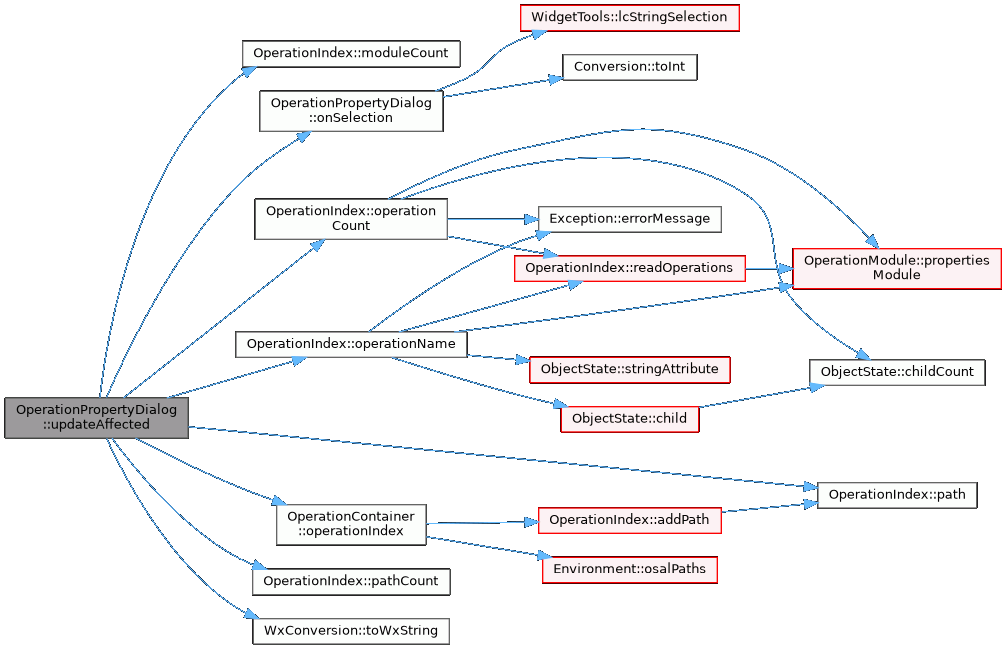 WidgetTools::lcStringSelection
OperationIndex::moduleCount
Conversion::toInt
OperationPropertyDialog
::onSelection
OperationIndex::operation
Count
Exception::errorMessage
OperationIndex::readOperations
OperationModule::properties
Module
OperationIndex::operationName
ObjectState::stringAttribute
ObjectState::childCount
OperationPropertyDialog
::updateAffected
ObjectState::child
OperationIndex::path
OperationContainer
::operationIndex
OperationIndex::addPath
Environment::osalPaths
OperationIndex::pathCount
WxConversion::toWxString